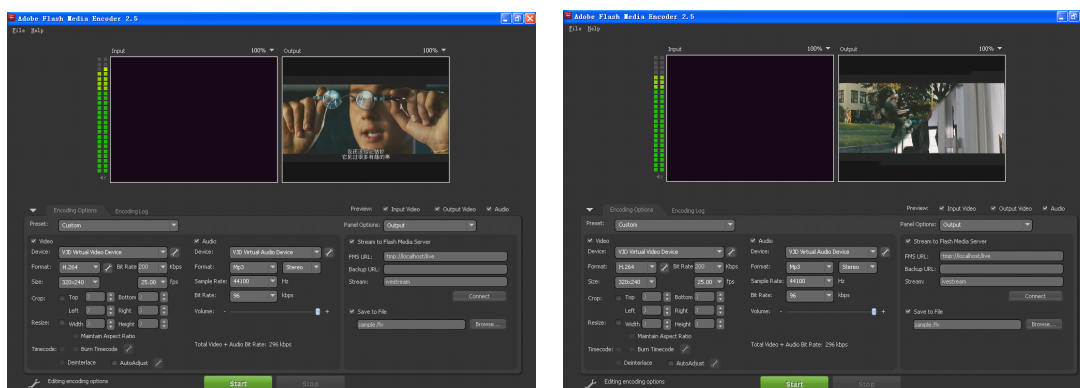 Adobe Flash Media Encoder 2.5
File Help
Input 100% Output 100%
Encoding Options Encoding Log
Preview: Input Video Output Video Audio
Preset: Custom
Panel Options: Output
Video
Device: VJD Virtual Video Device
Format: H.264 Bit Rate 200 Kbps
Size: 320x240 25.00 fps
Crop: Top Bottom
Left Right
Resize: Width Height
Maintain Aspect Ratio
Timecode: Burn Timecode
Deinterlace AutoAdjust
Audio
Device: VJD Virtual Audio Device
Format: Mp3 Stereo
Sample Rate: 44100 Hz
Bit Rate: 96 kbps
Volume: - +
Total Video + Audio Bit Rate: 296 kbps
Stream to Flash Media Server
FMS URL: rtmp://localhost/live
Backup URL:
Stream: livestream
Connect
Save to File
sample.flv Browse...
Editing encoding options
Start Stop
Adobe Flash Media Encoder 2.5
File Help
Input 100% Output 100%
Encoding Options Encoding Log
Preview: Input Video Output Video Audio
Preset: Custom
Panel Options: Output
Video
Device: VJD Virtual Video Device
Format: H.264 Bit Rate 200 Kbps
Size: 320x240 25.00 fps
Crop: Top Bottom
Left Right
Resize: Width Height
Maintain Aspect Ratio
Timecode: Burn Timecode
Deinterlace AutoAdjust
Audio
Device: VJD Virtual Audio Device
Format: Mp3 Stereo
Sample Rate: 44100 Hz
Bit Rate: 96 kbps
Volume: - +
Total Video + Audio Bit Rate: 296 kbps
Stream to Flash Media Server
FMS URL: rtmp://localhost/live
Backup URL:
Stream: livestream
Connect
Save to File
sample.flv Browse...
Editing encoding options
Start Stop